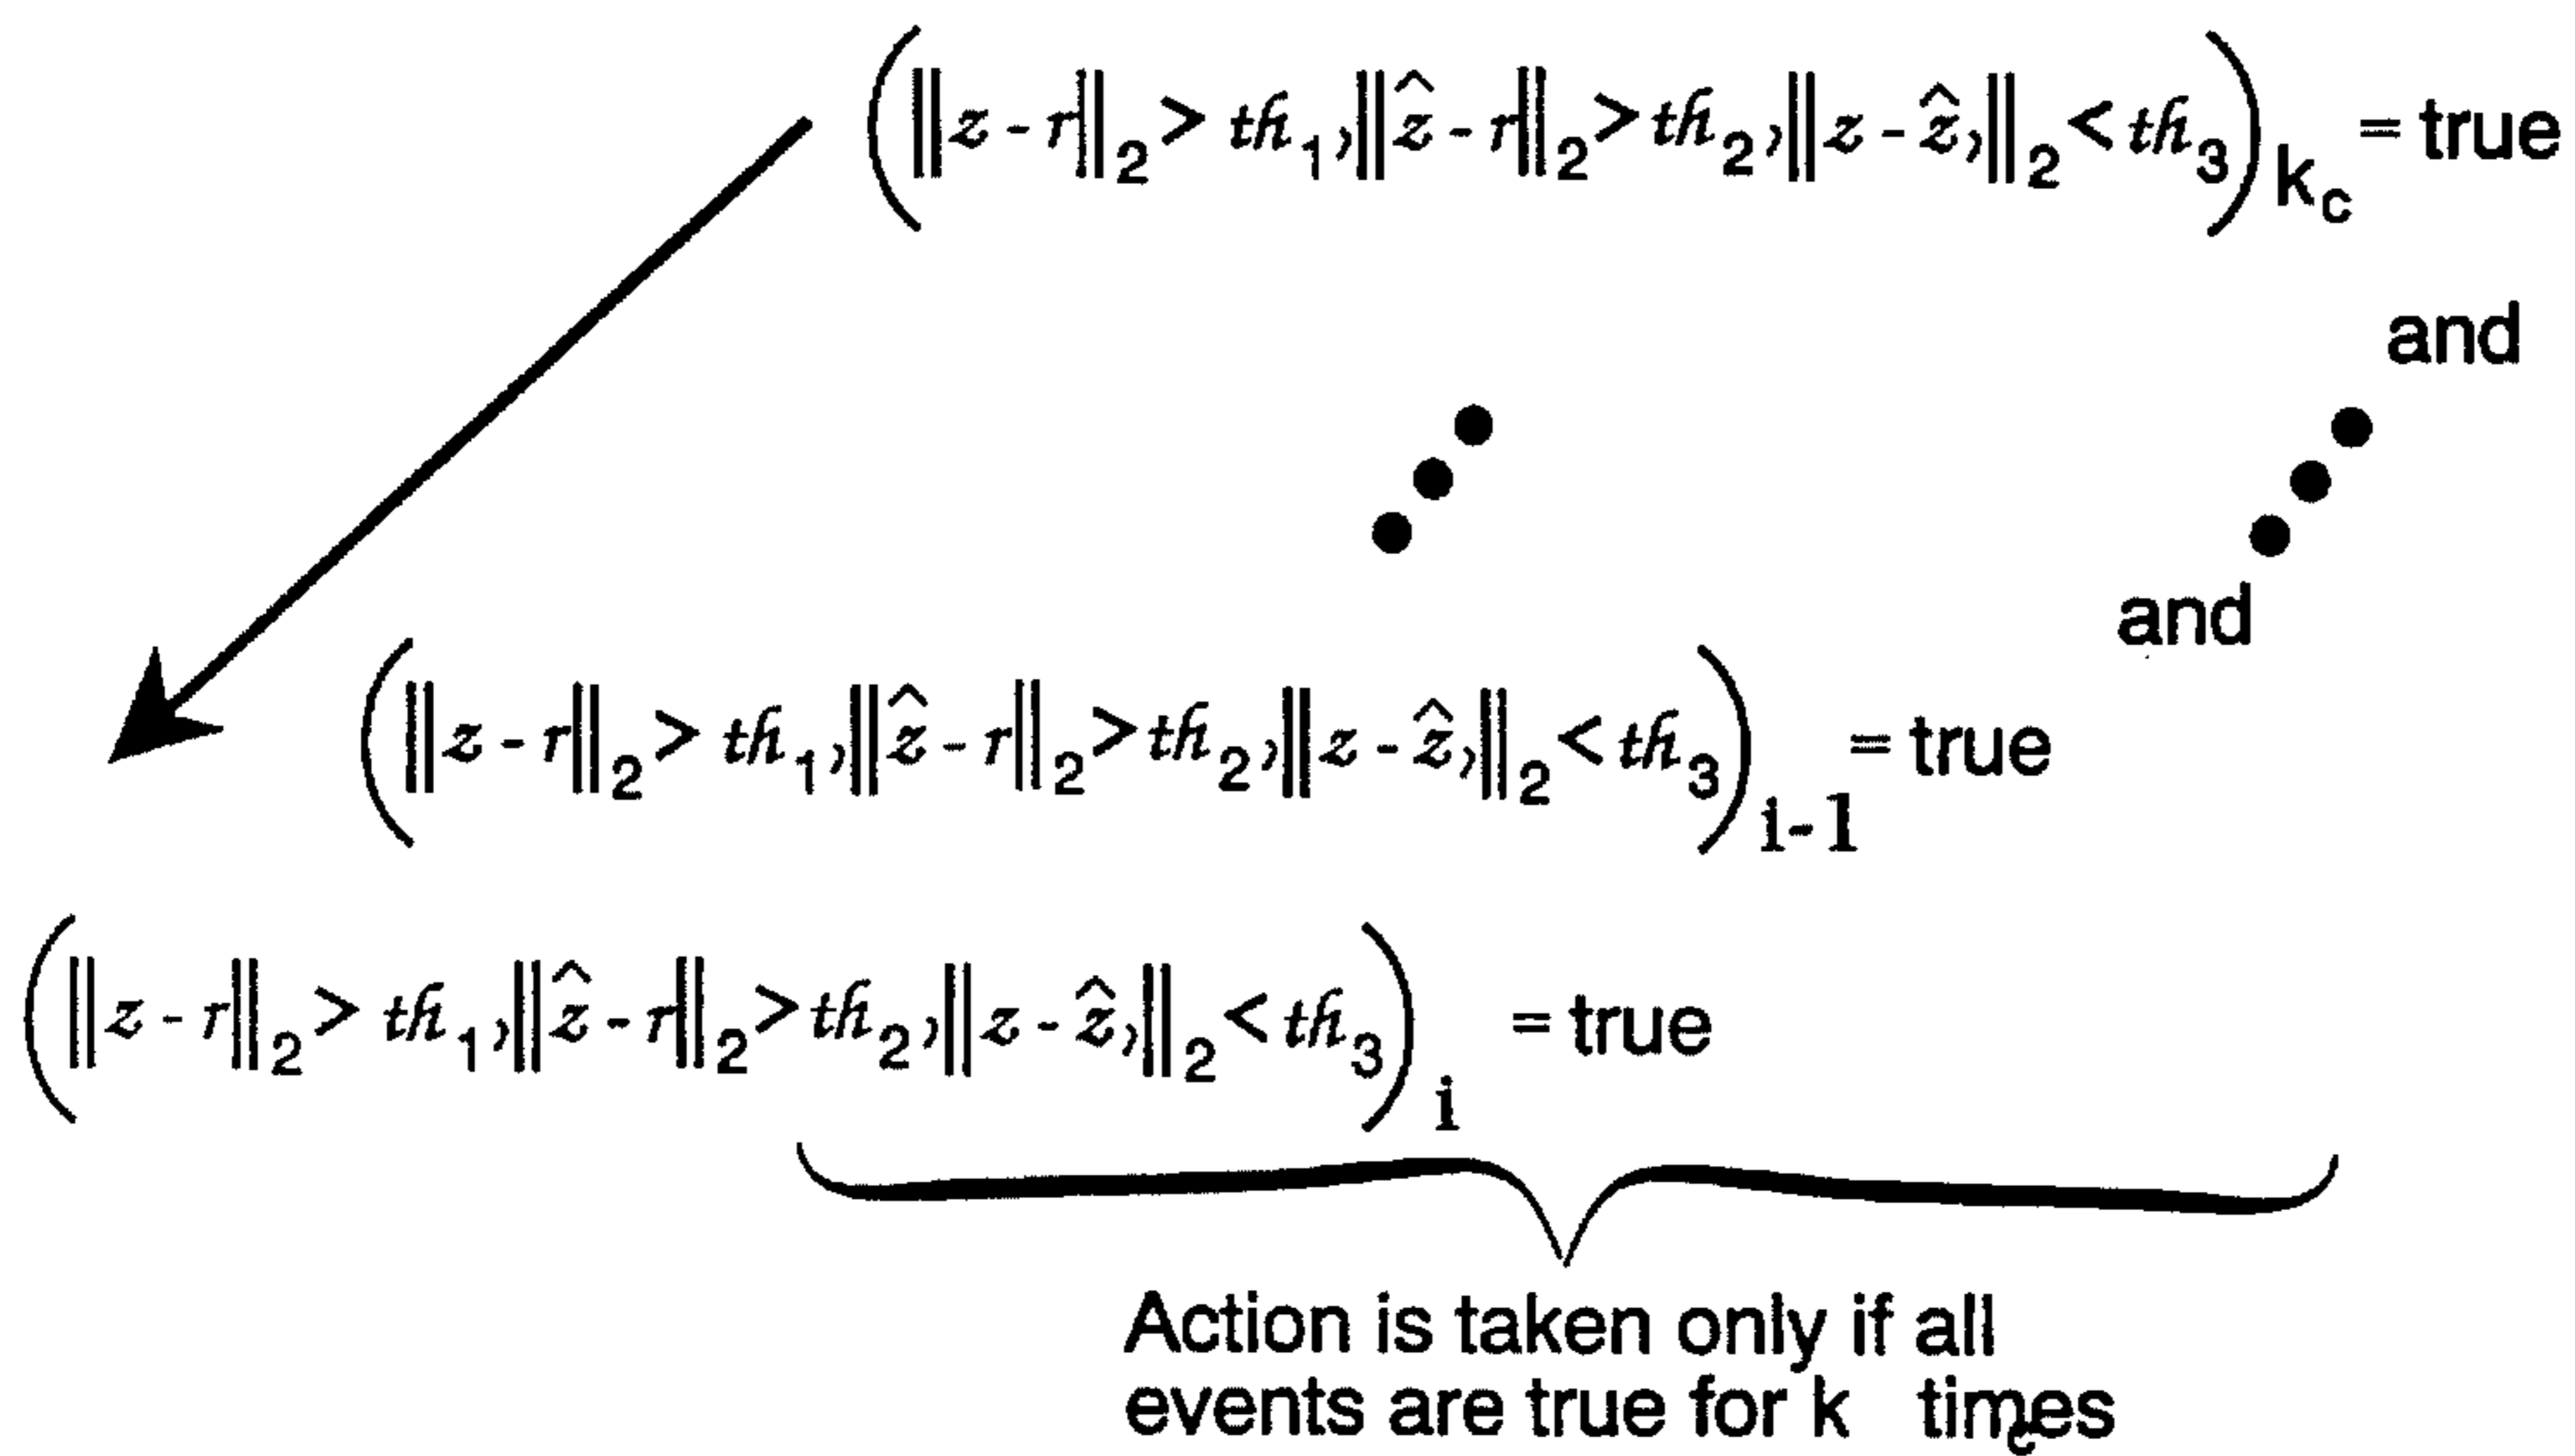 (‖z - r‖₂ > th₁,‖ẑ - r‖₂ > th₂,‖z - ẑ,‖₂ < th₃)k_c = true
and
and
(‖z - r‖₂ > th₁,‖ẑ - r‖₂ > th₂,‖z - ẑ,‖₂ < th₃)i-1 = true
(‖z - r‖₂ > th₁,‖ẑ - r‖₂ > th₂,‖z - ẑ,‖₂ < th₃)i = true
Action is taken only if all
events are true for k_c times